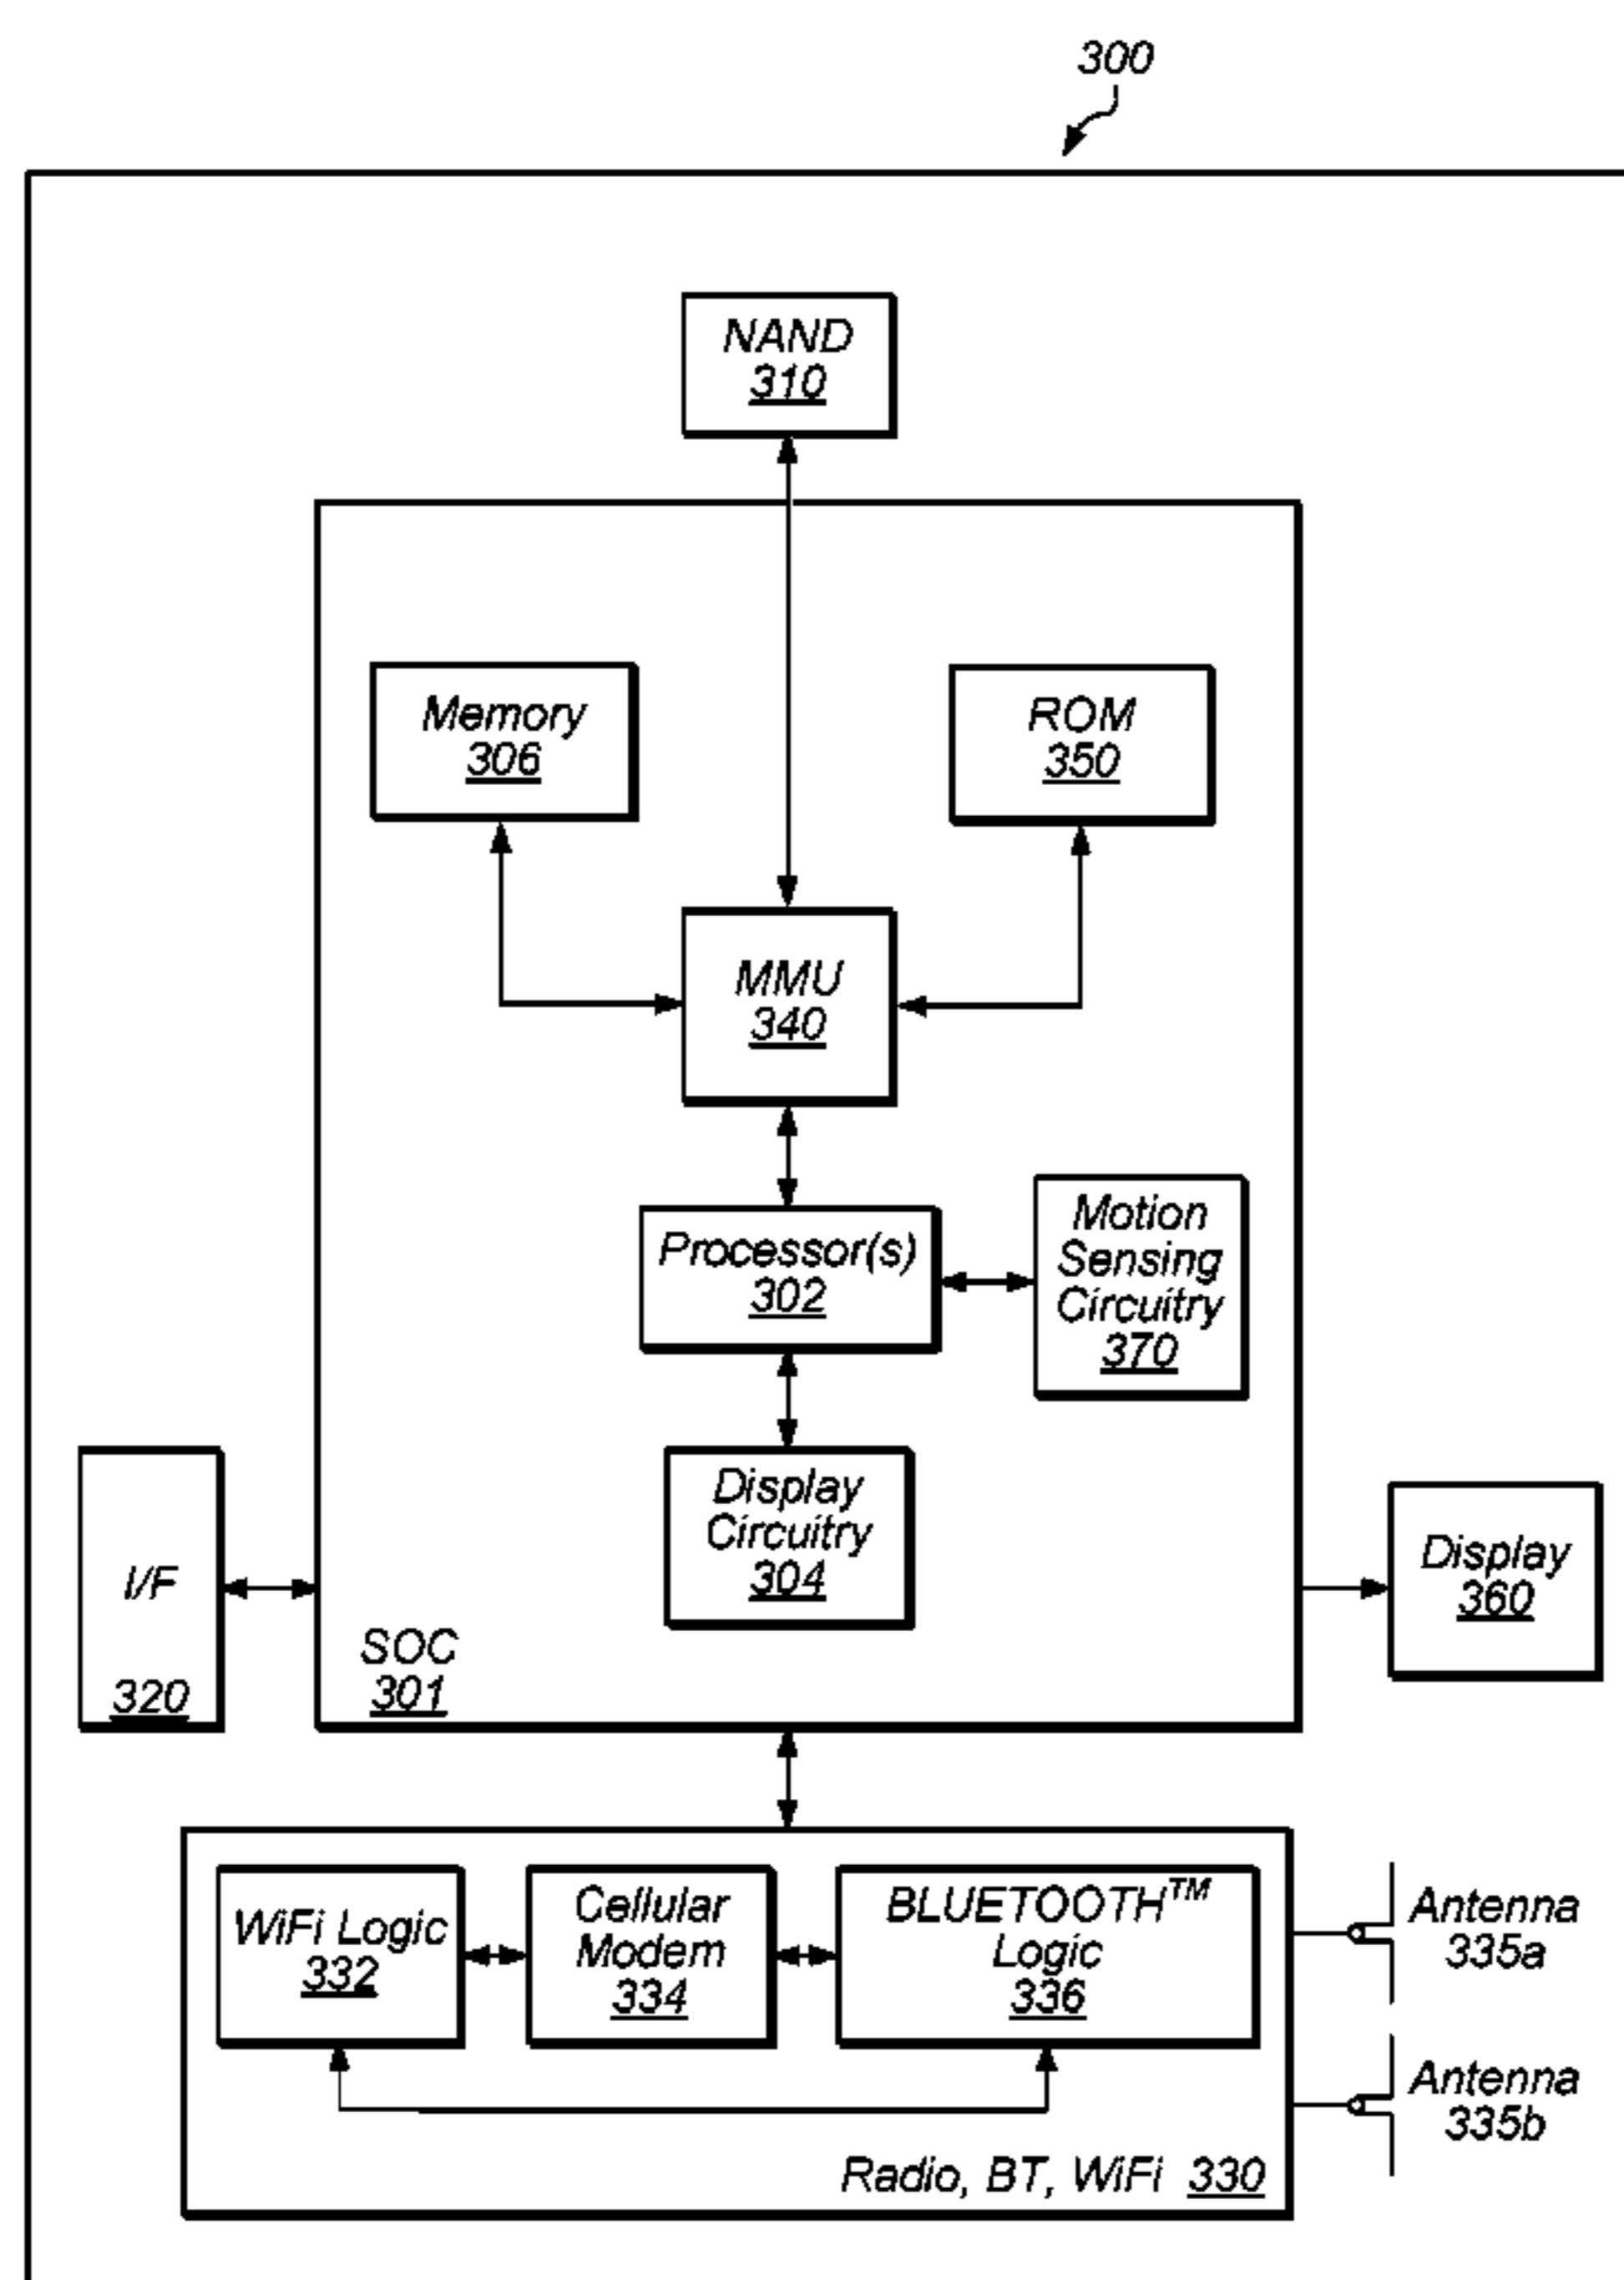 300
NAND
310
Memory
306
ROM
350
MMU
340
Processor(s)
302
Motion
Sensing
Circuitry
370
Display
Circuitry
304
I/F
320
SOC
301
Display
360
WiFi Logic
332
Cellular
Modem
334
BLUETOOTH™
Logic
336
Antenna
335a
Antenna
335b
Radio, BT, WiFi 330